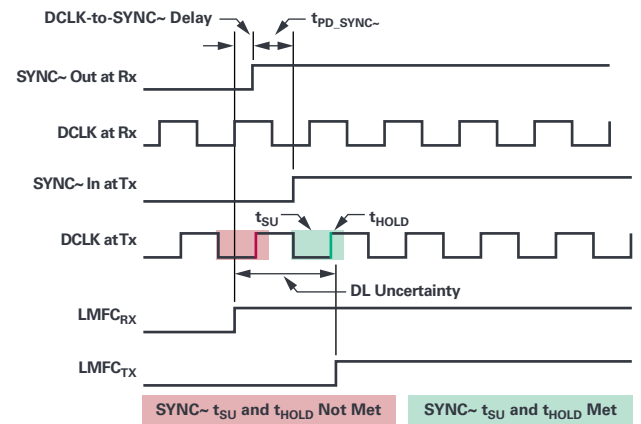 DCLK-to-SYNC~ Delay
tPD_SYNC~
SYNC~ Out at Rx
DCLK at Rx
SYNC~ In at Tx
tSU
tHOLD
DCLK at Tx
DL Uncertainty
LMFCRX
LMFCTX
SYNC~ tSU and tHOLD Not Met
SYNC~ tSU and tHOLD Met